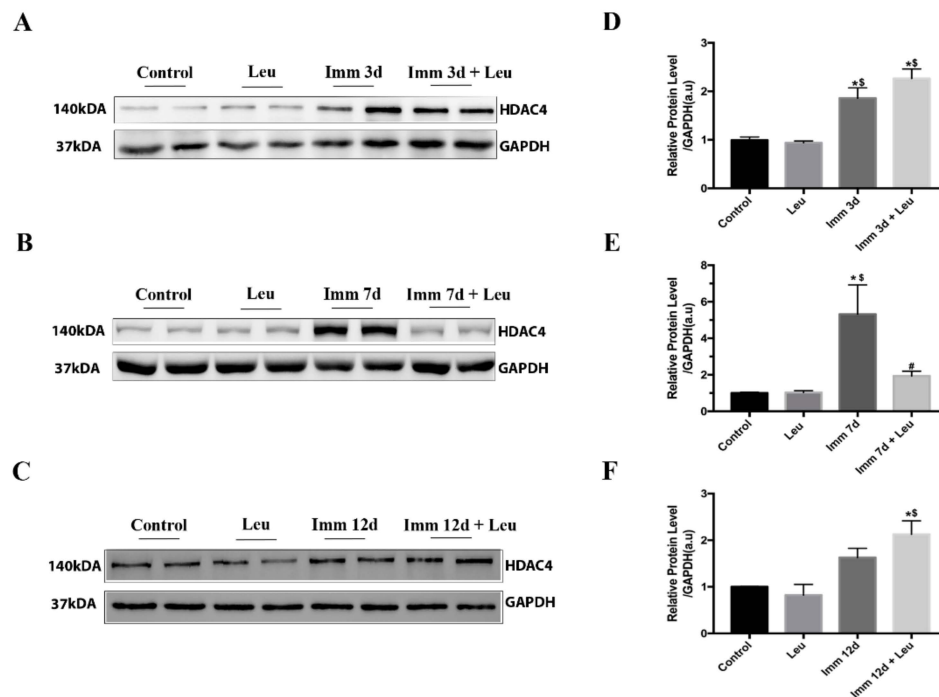 A
Control Leu Imm 3d Imm 3d + Leu
140kDA HDAC4
37kDA GAPDH
D
Relative Protein Level
/GAPDH(a.u)
3
2
1
0
*$ *$
Control Leu Imm 3d Imm 3d + Leu
B
Control Leu Imm 7d Imm 7d + Leu
140kDA HDAC4
37kDA GAPDH
E
Relative Protein Level
/GAPDH(a.u)
8
6
4
2
0
*$ #
Control Leu Imm 7d Imm 7d + Leu
C
Control Leu Imm 12d Imm 12d + Leu
140kDA HDAC4
37kDA GAPDH
F
Relative Protein Level
/GAPDH(a.u)
3
2
1
0
*$
Control Leu Imm 12d Imm 12d + Leu